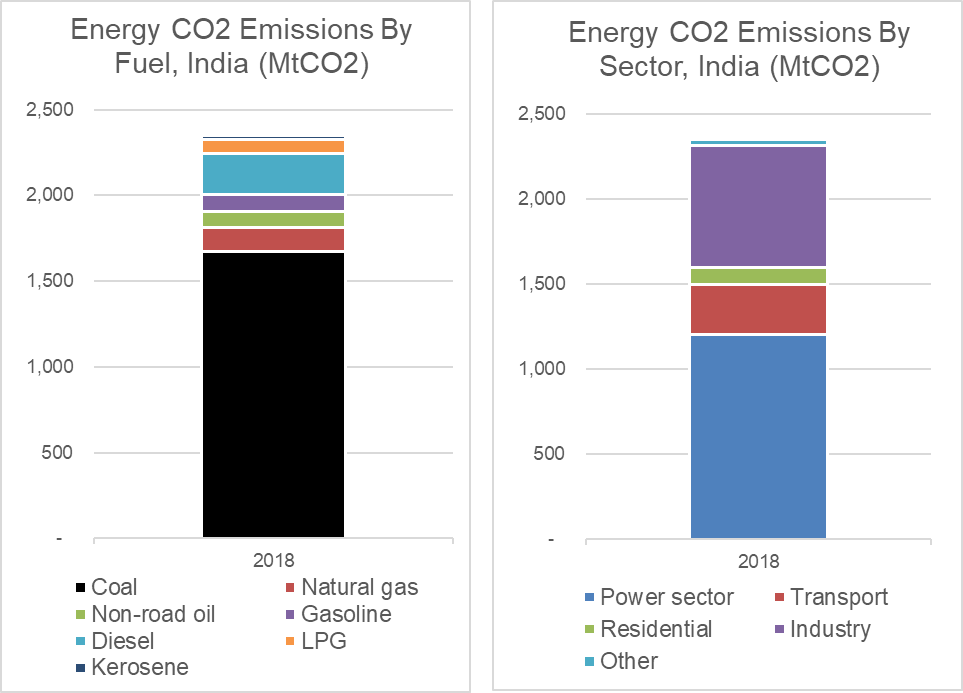 Energy CO2 Emissions By
Fuel, India (MtCO2)
2,500
2,000
1,500
1,000
500
-
2018
Coal
Natural gas
Non-road oil
Gasoline
Diesel
LPG
Kerosene
Energy CO2 Emissions By
Sector, India (MtCO2)
2,500
2,000
1,500
1,000
500
-
2018
Power sector
Transport
Residential
Industry
Other